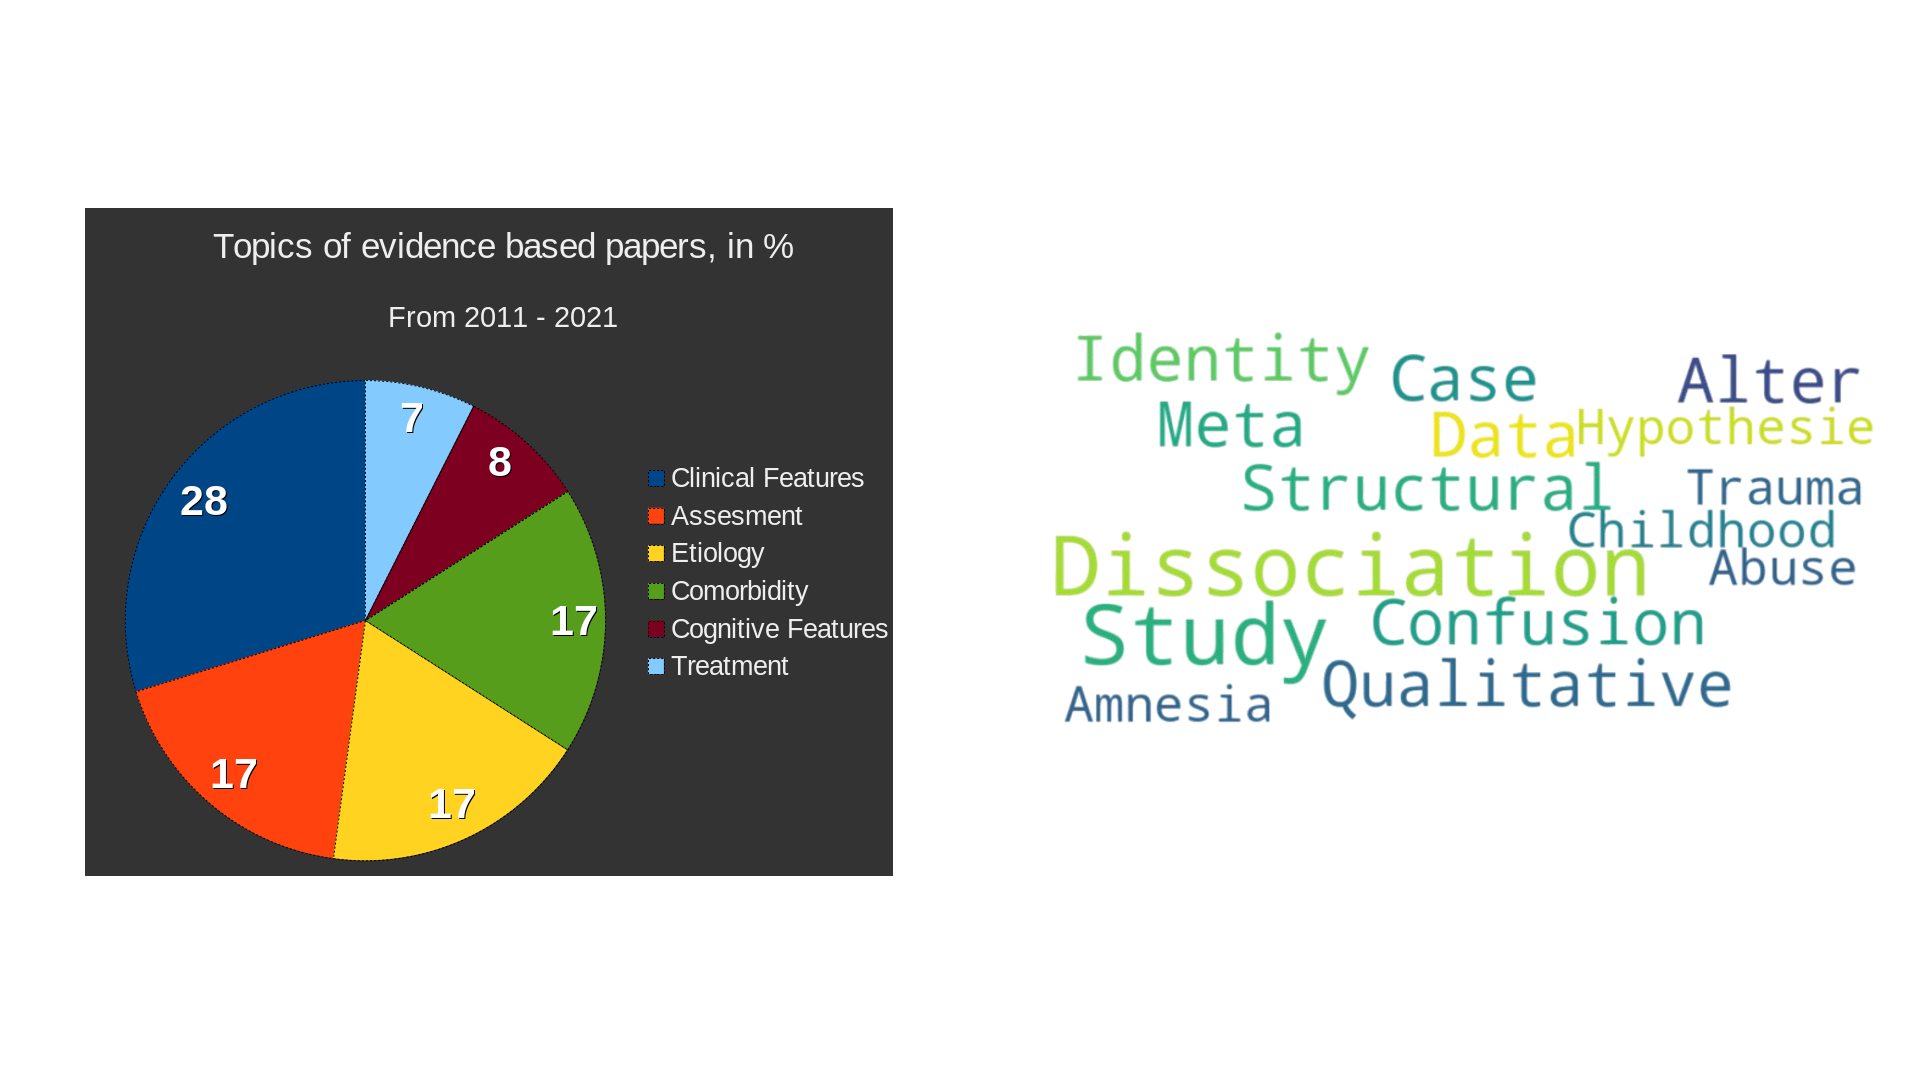 Topics of evidence based papers, in %
From 2011 - 2021
7
8
28
17
17
17
Clinical Features
Assesment
Etiology
Comorbidity
Cognitive Features
Treatment
Identity
Case
Alter
Meta
Data
Hypothesie
Structural
Trauma
Childhood
Dissociation
Abuse
Study
Confusion
Qualitative
Amnesia